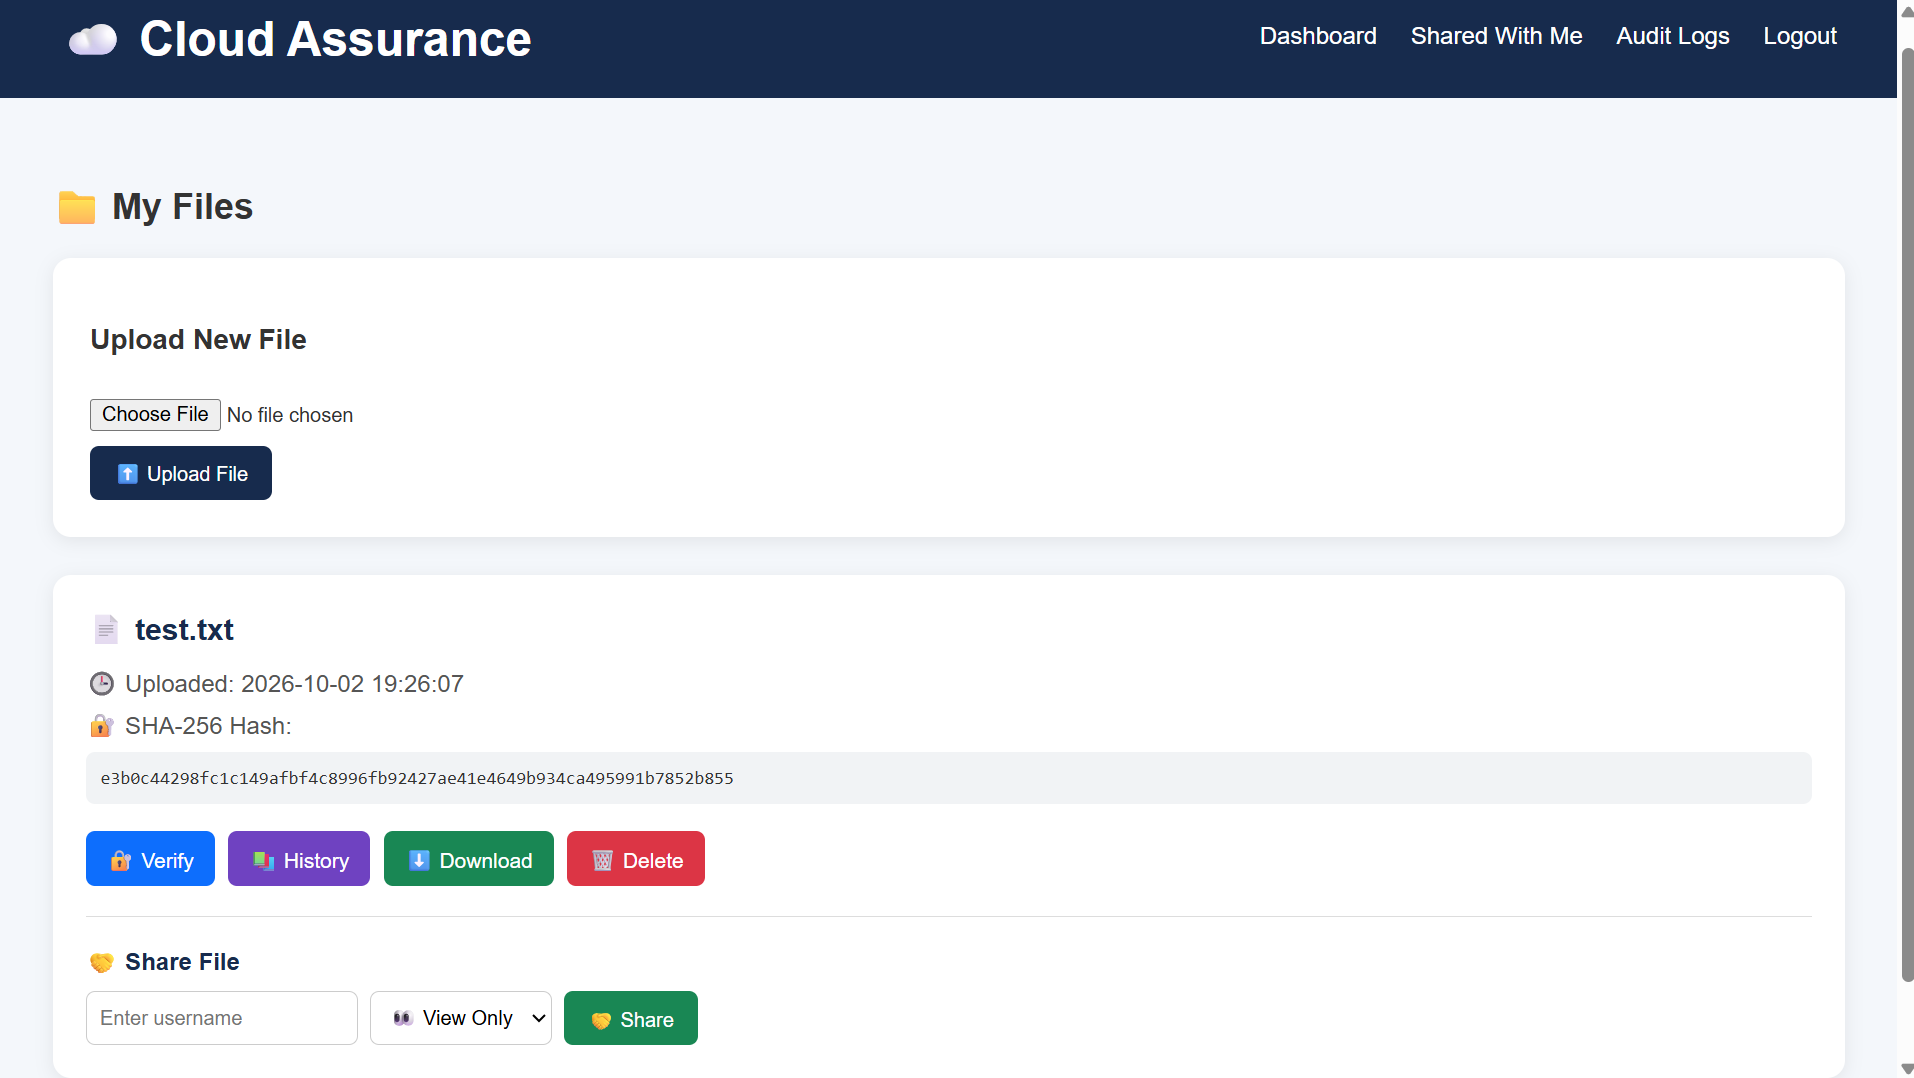 Cloud Assurance
Dashboard Shared With Me Audit Logs Logout
My Files
Upload New File
Choose File No file chosen
Upload File
test.txt
Uploaded: 2026-10-02 19:26:07
SHA-256 Hash:
e3b0c44298fc1c149afbf4c8996fb92427ae41e4649b934ca495991b7852b855
Verify History Download Delete
Share File
Enter username View Only Share